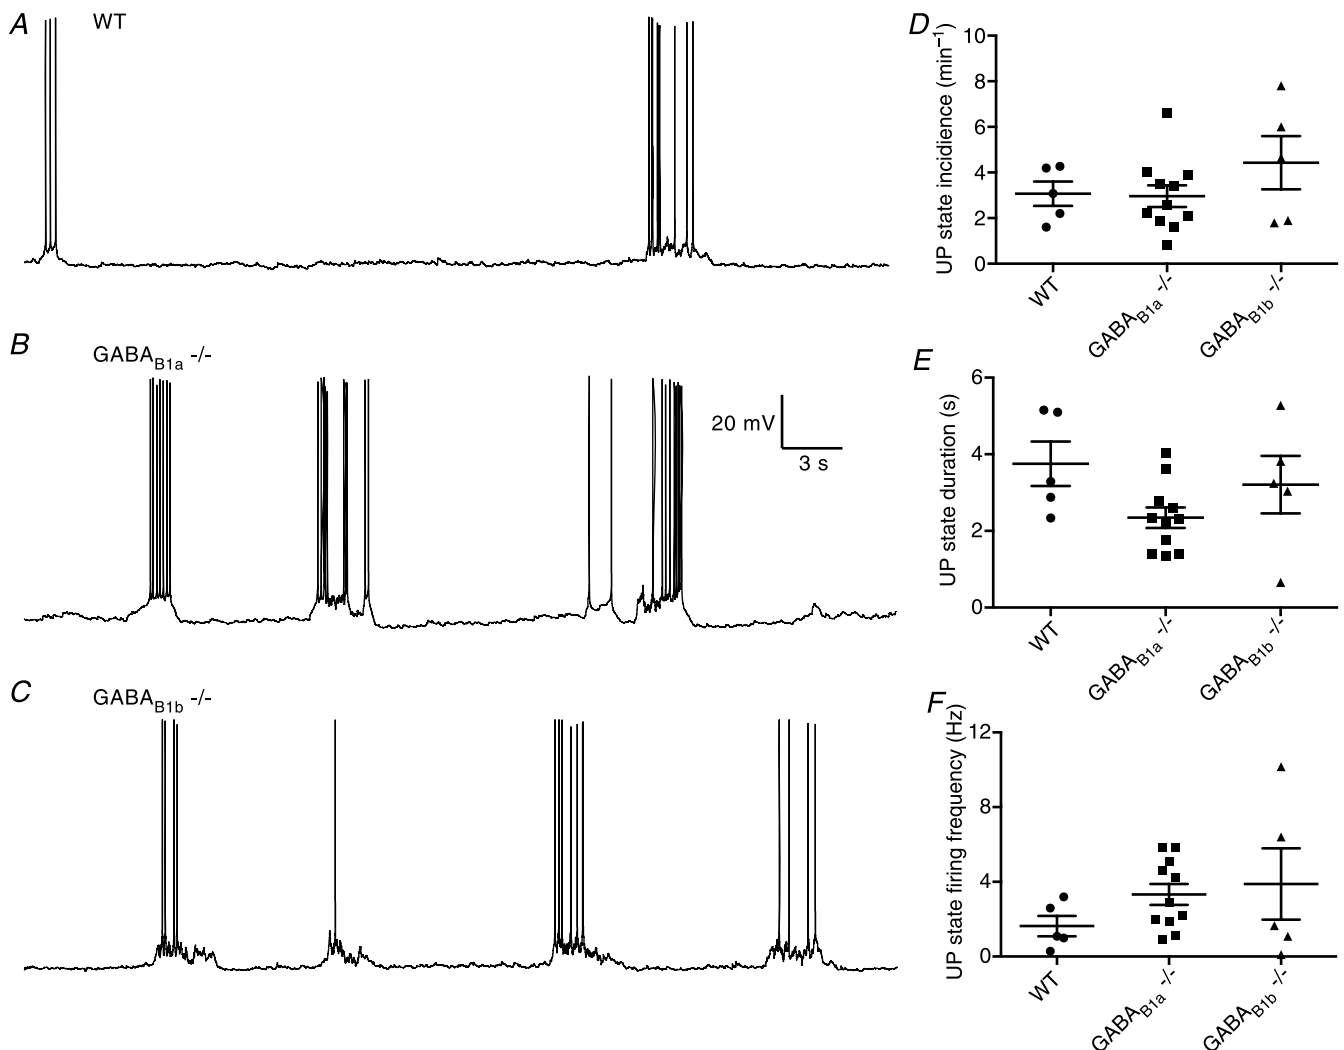 A
WT
B
GABAB1a -/-
20 mV
3 s
C
GABAB1b -/-
D
UP state incidience (min⁻¹)
10
8
6
4
2
0
WT
GABAB1a -/-
GABAB1b -/-
E
UP state duration (s)
6
4
2
0
WT
GABAB1a -/-
GABAB1b -/-
F
UP state firing frequency (Hz)
12
8
4
0
WT
GABAB1a -/-
GABAB1b -/-